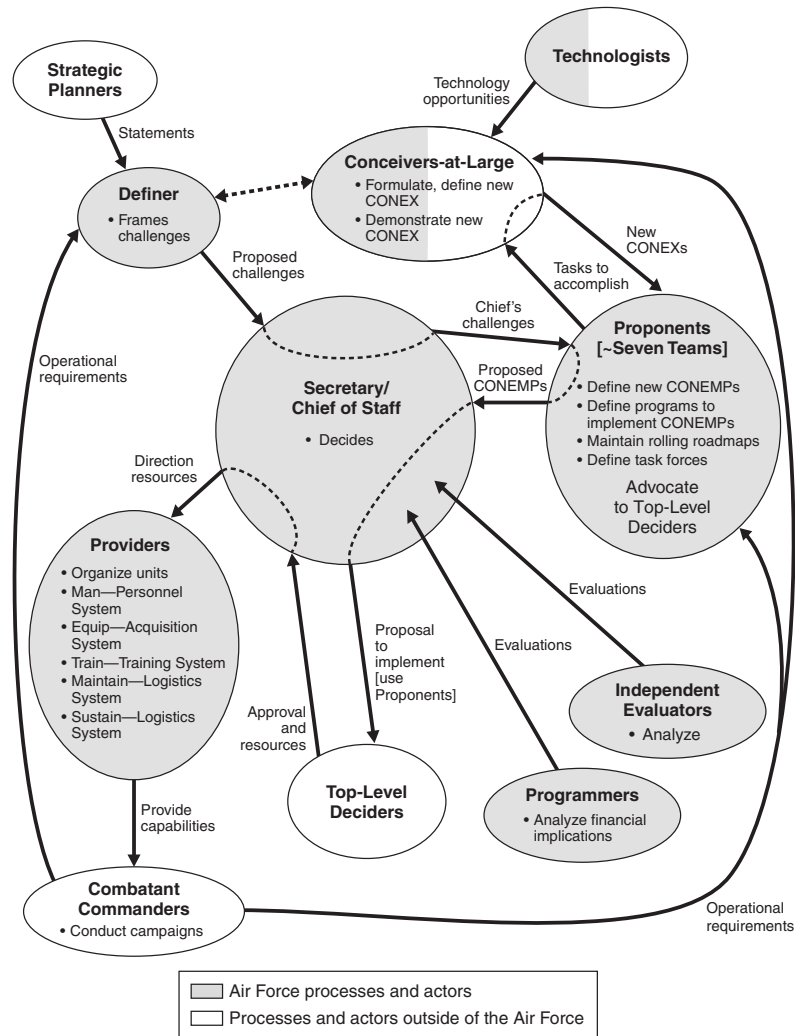 Technologists
Strategic
Planners
Technology
opportunities
Statements
Conceivers-at-Large
• Formulate, define new
CONEX
• Demonstrate new
CONEX
Definer
• Frames
challenges
New
CONEXs
Proposed
challenges
Tasks to
accomplish
Chief's
challenges
Proponents
[~Seven Teams]
• Define new CONEMPs
• Define programs to
implement CONEMPs
• Maintain rolling roadmaps
• Define task forces
Advocate
to Top-Level
Deciders
Operational
requirements
Proposed
CONEMPs
Secretary/
Chief of Staff
• Decides
Direction
resources
Providers
• Organize units
• Man—Personnel
System
• Equip—Acquisition
System
• Train—Training System
• Maintain—Logistics
System
• Sustain—Logistics
System
Evaluations
Evaluations
Proposal
to
implement
[use
Proponents]
Approval
and
resources
Independent
Evaluators
• Analyze
Top-Level
Deciders
Programmers
• Analyze financial
implications
Provide
capabilities
Combatant
Commanders
• Conduct campaigns
Operational
requirements
Air Force processes and actors
Processes and actors outside of the Air Force